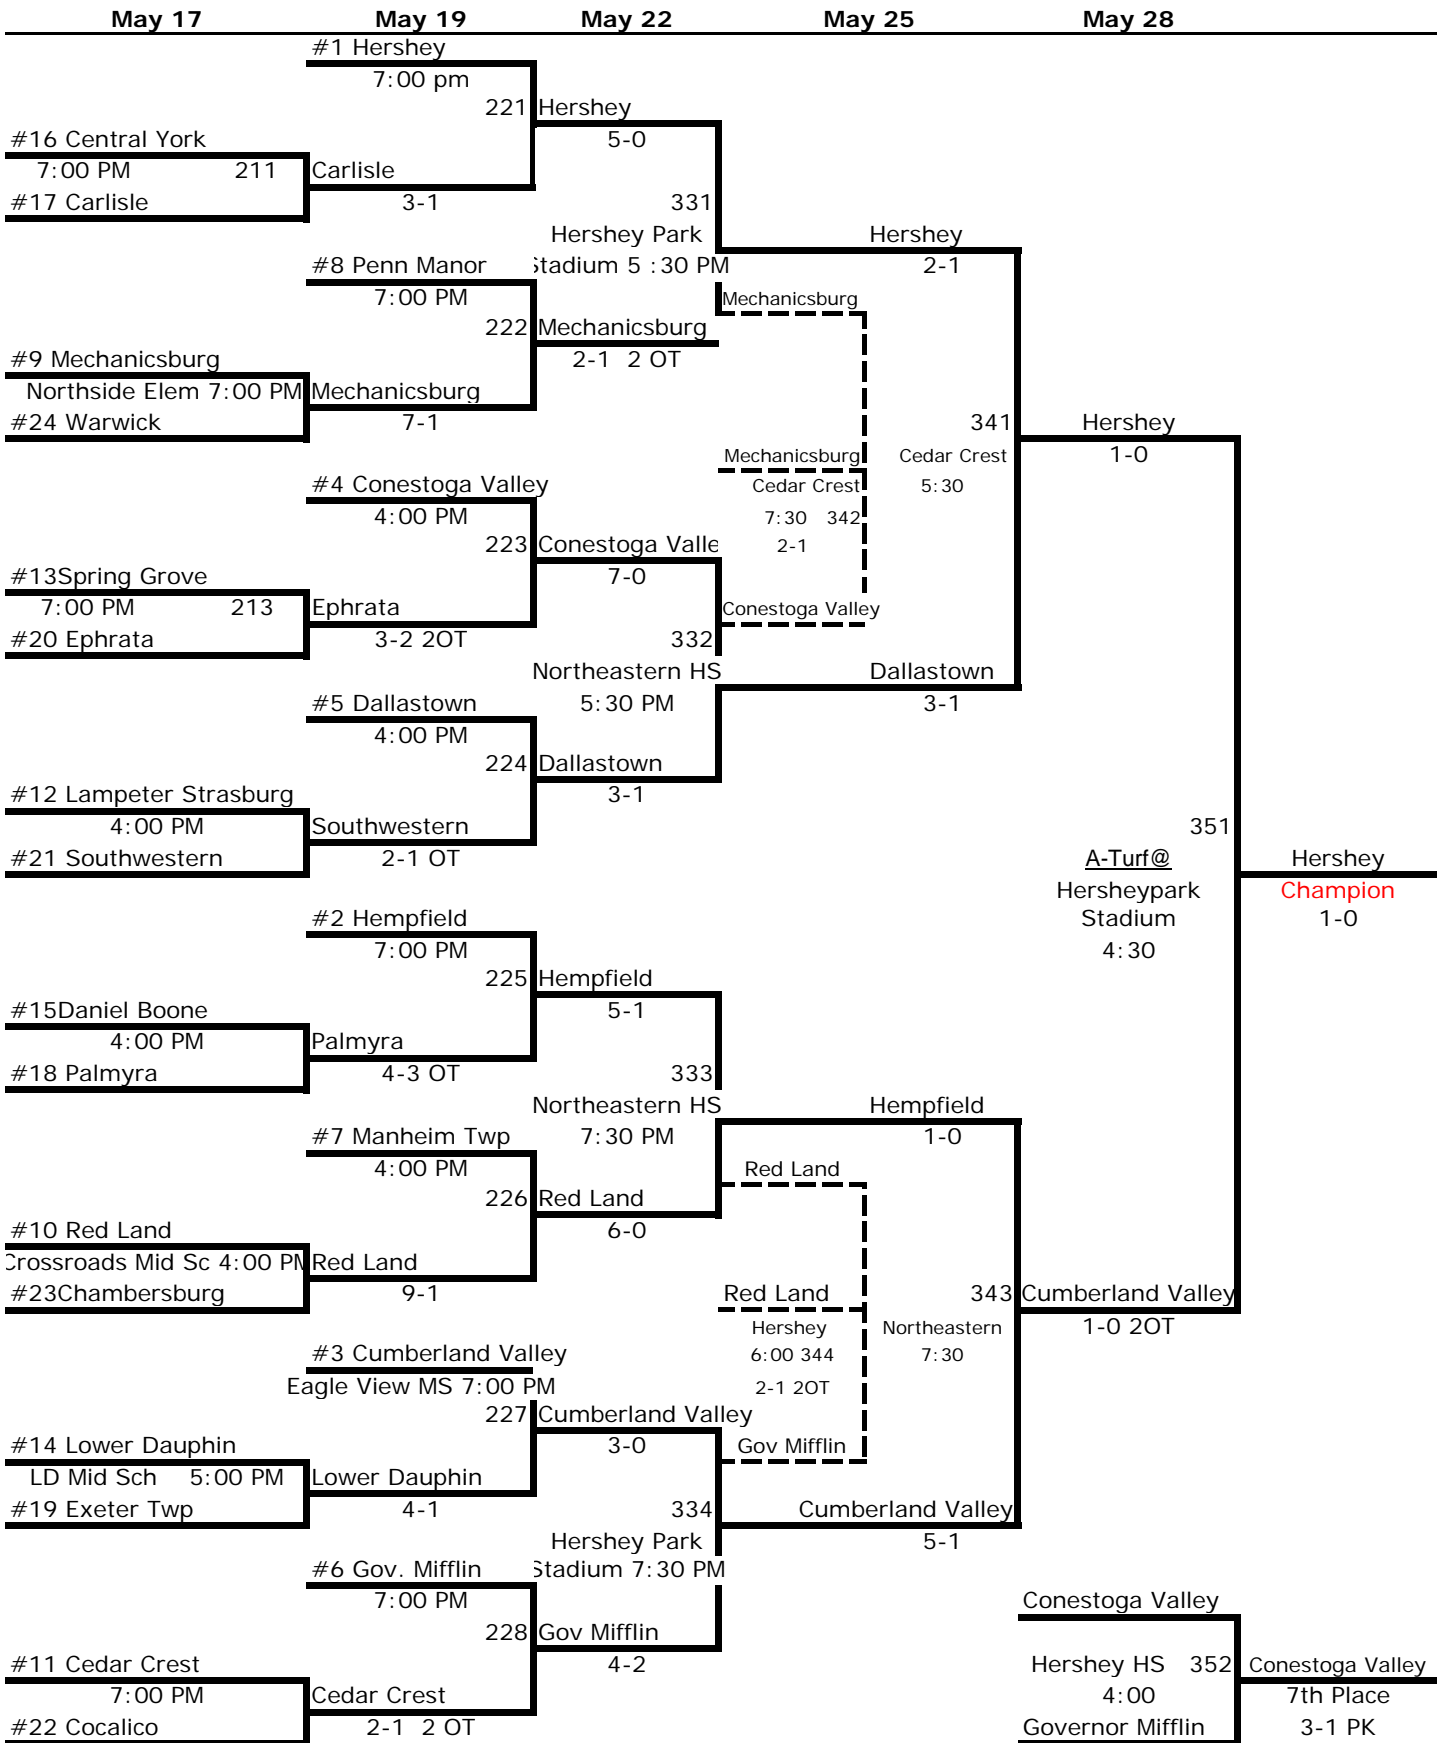 May 17 May 19 May 22 May 25 May 28
#1 Hershey
7:00 pm
221 Hershey
#16 Central York 5-0
7:00 PM 211 Carlisle
#17 Carlisle 3-1 331
Hershey Park Hershey
#8 Penn Manor Stadium 5 :30 PM 2-1
7:00 PM Mechanicsburg
222 Mechanicsburg
#9 Mechanicsburg 2-1 2 OT
Northside Elem 7:00 PM Mechanicsburg
#24 Warwick 7-1 341 Hershey
Mechanicsburg Cedar Crest 1-0
#4 Conestoga Valley Cedar Crest 5:30
4:00 PM 7:30 342
223 Conestoga Valle 2-1
#13Spring Grove 7-0
7:00 PM 213 Ephrata Conestoga Valley
#20 Ephrata 3-2 2OT 332
Northeastern HS Dallastown
#5 Dallastown 5:30 PM 3-1
4:00 PM
224 Dallastown
#12 Lampeter Strasburg 3-1
4:00 PM Southwestern 351
#21 Southwestern 2-1 OT A-Turf@ Hershey
Hersheypark Champion
#2 Hempfield Stadium 1-0
7:00 PM 4:30
225 Hempfield
#15Daniel Boone 5-1
4:00 PM Palmyra
#18 Palmyra 4-3 OT 333
Northeastern HS Hempfield
#7 Manheim Twp 7:30 PM 1-0
4:00 PM Red Land
226 Red Land
#10 Red Land 6-0
Crossroads Mid Sc 4:00 PM Red Land
#23Chambersburg 9-1 Red Land 343 Cumberland Valley
Hershey Northeastern 1-0 2OT
#3 Cumberland Valley 6:00 344 7:30
Eagle View MS 7:00 PM 2-1 2OT
227 Cumberland Valley
#14 Lower Dauphin 3-0 Gov Mifflin
LD Mid Sch 5:00 PM Lower Dauphin
#19 Exeter Twp 4-1 334 Cumberland Valley
Hershey Park 5-1
#6 Gov. Mifflin Stadium 7:30 PM
7:00 PM Conestoga Valley
228 Gov Mifflin
#11 Cedar Crest 4-2 Hershey HS 352 Conestoga Valley
7:00 PM Cedar Crest 4:00 7th Place
#22 Cocalico 2-1 2 OT Governor Mifflin 3-1 PK